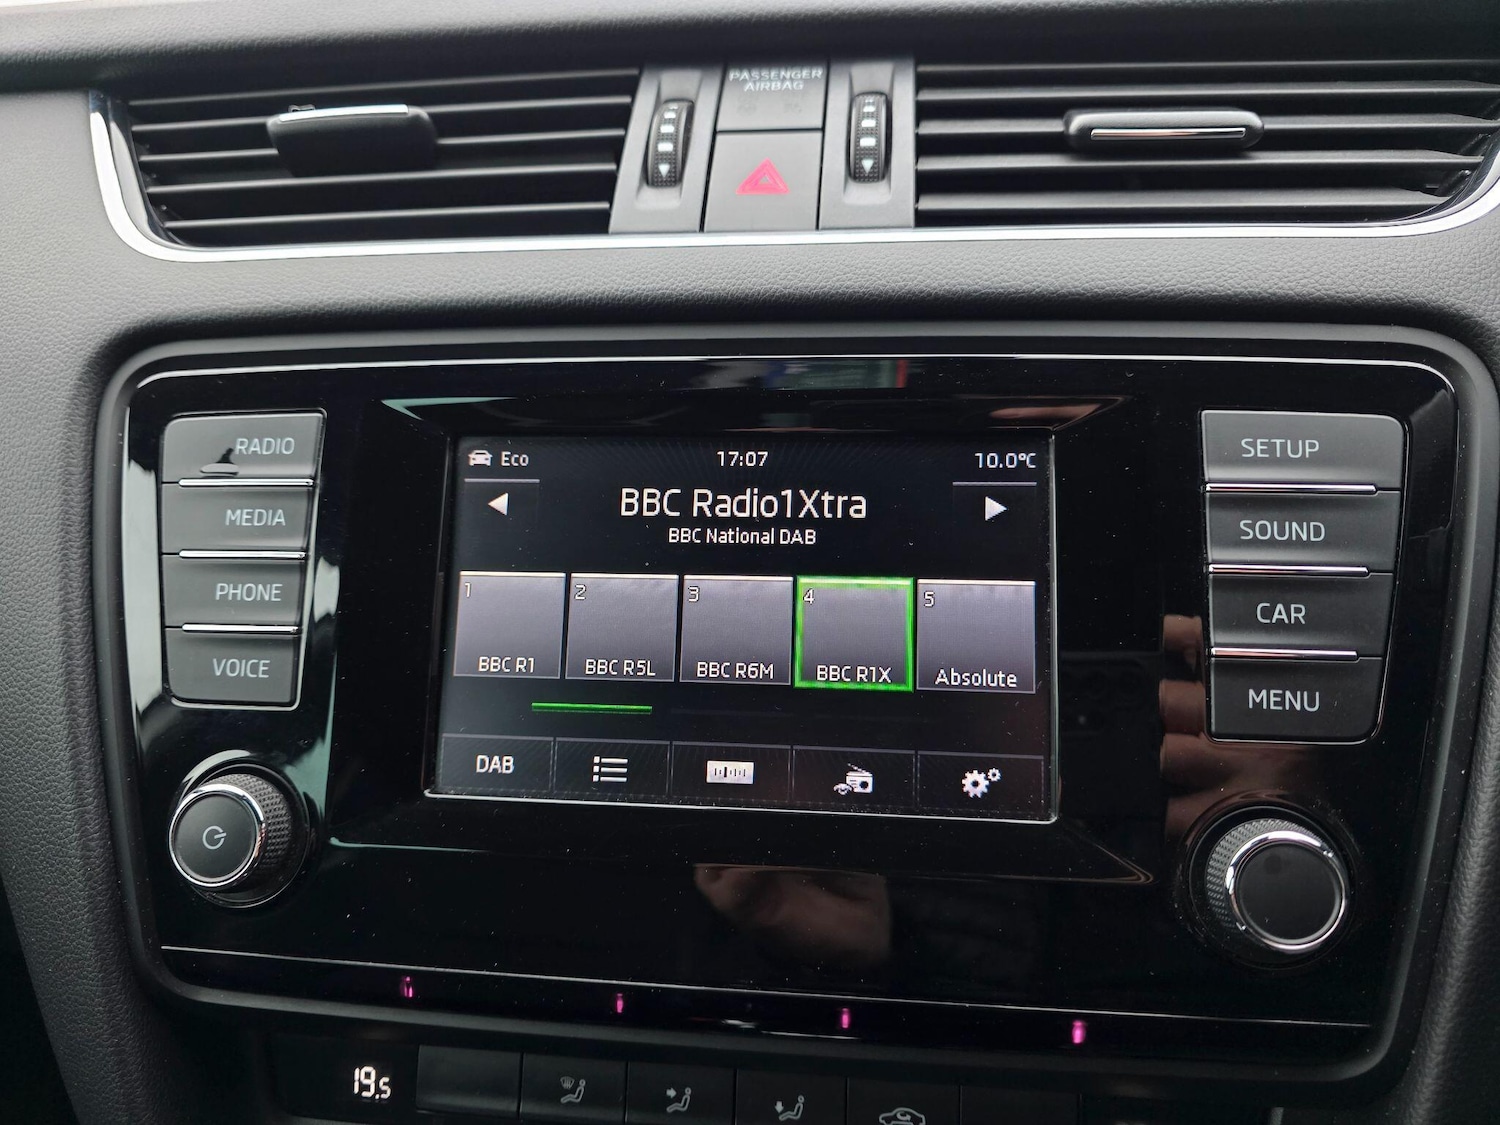 PASSENGER
AIRBAG
RADIO
MEDIA
PHONE
VOICE
Eco
17:07
10.0°C
BBC Radio1Xtra
BBC National DAB
1
2
3
4
5
BBC R1
BBC R5L
BBC R6M
BBC R1X
Absolute
DAB
SETUP
SOUND
CAR
MENU
19.5